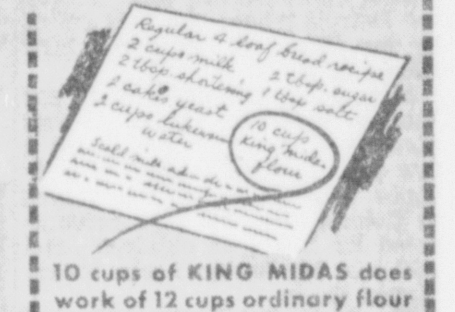 Regular 4 loaf bread recipe
2 cups milk 2 tbsp. sugar
2 tbsp shortening 1 tbsp salt
2 cakes yeast
2 cups lukewarm water
10 cups King Midas flour
Scald milk
10 cups of KING MIDAS does
work of 12 cups ordinary flour